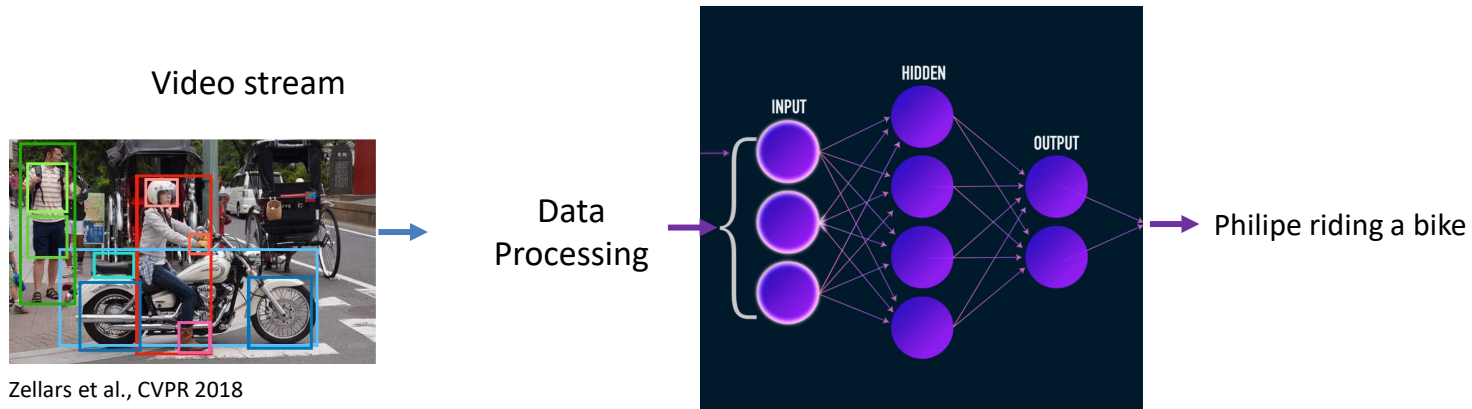 Video stream
Zellars et al., CVPR 2018
Data
Processing
INPUT
HIDDEN
OUTPUT
Philipe riding a bike